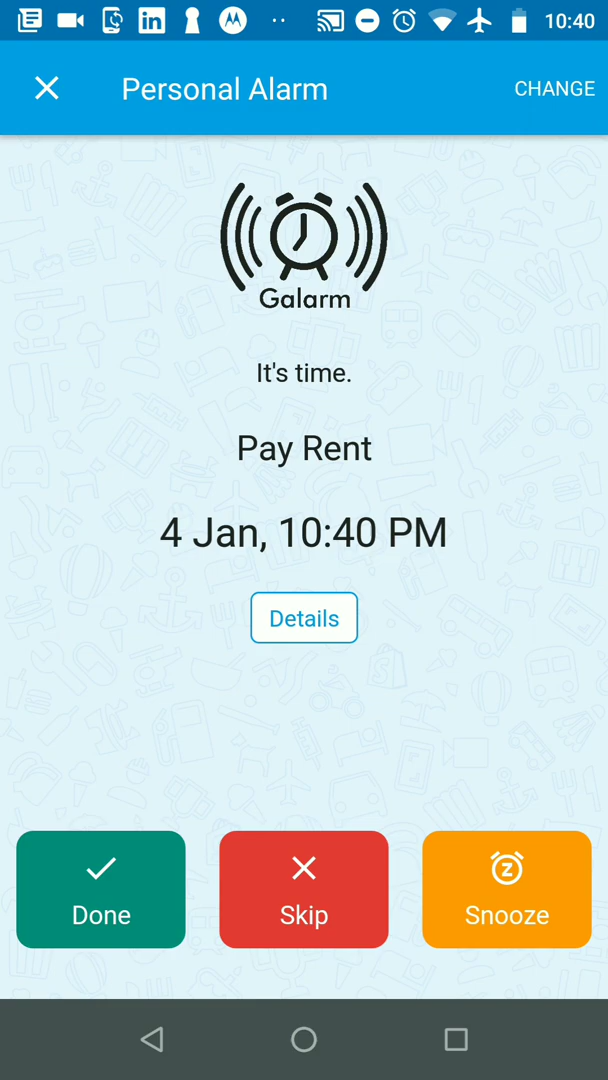 10:40
Personal Alarm
CHANGE
Galarm
It's time.
Pay Rent
4 Jan, 10:40 PM
Details
Done
Skip
Snooze